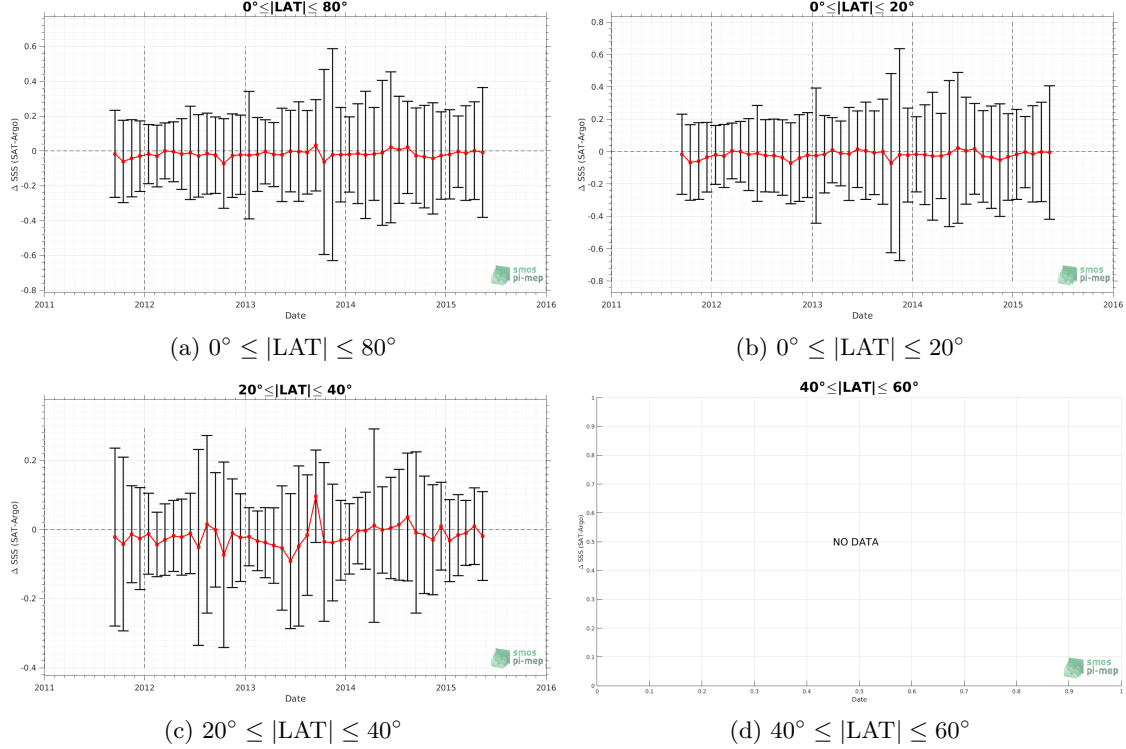 0°≤|LAT|≤ 80°
Δ SSS (SAT-Argo)
0.6
0.4
0.2
0
-0.2
-0.4
-0.6
-0.8
2011 2012 2013 2014 2015 2016
Date
smos
pi-mep
(a) 0° ≤ |LAT| ≤ 80°
0°≤|LAT|≤ 20°
Δ SSS (SAT-Argo)
0.8
0.6
0.4
0.2
0
-0.2
-0.4
-0.6
-0.8
2011 2012 2013 2014 2015 2016
Date
smos
pi-mep
(b) 0° ≤ |LAT| ≤ 20°
20°≤|LAT|≤ 40°
Δ SSS (SAT-Argo)
0.2
0
-0.2
-0.4
2011 2012 2013 2014 2015 2016
Date
smos
pi-mep
(c) 20° ≤ |LAT| ≤ 40°
40°≤|LAT|≤ 60°
Δ SSS (SAT-Argo)
1
0.9
0.8
0.7
0.6
0.5
0.4
0.3
0.2
0.1
0
NO DATA
0 0.1 0.2 0.3 0.4 0.5 0.6 0.7 0.8 0.9 1
Date
smos
pi-mep
(d) 40° ≤ |LAT| ≤ 60°